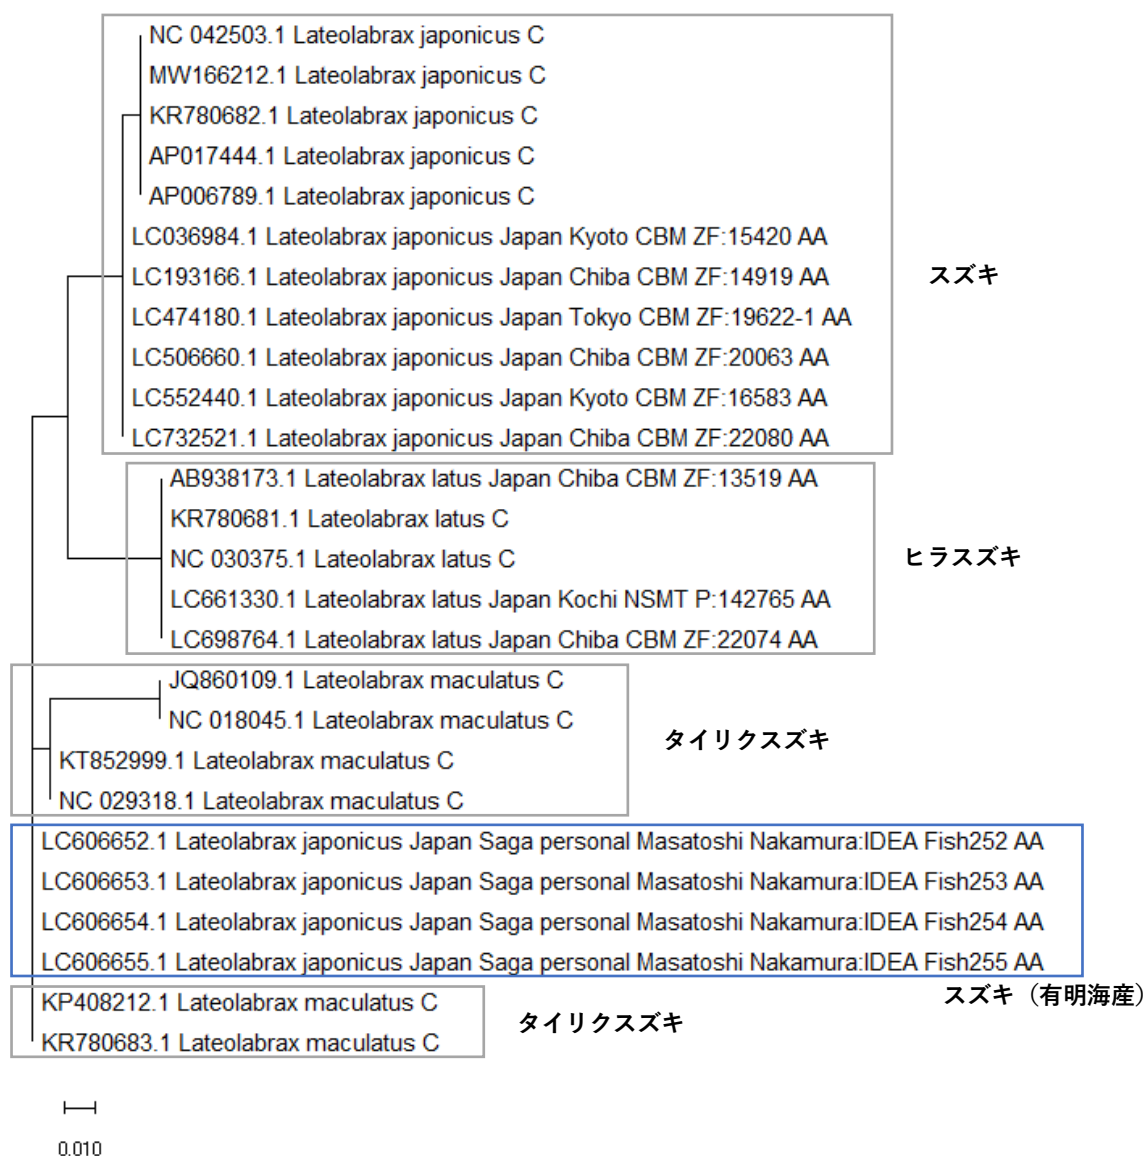 NC 042503.1 Lateolabrax japonicus C
MW166212.1 Lateolabrax japonicus C
KR780682.1 Lateolabrax japonicus C
AP017444.1 Lateolabrax japonicus C
AP006789.1 Lateolabrax japonicus C
LC036984.1 Lateolabrax japonicus Japan Kyoto CBM ZF:15420 AA
LC193166.1 Lateolabrax japonicus Japan Chiba CBM ZF:14919 AA
スズキ
LC474180.1 Lateolabrax japonicus Japan Tokyo CBM ZF:19622-1 AA
LC506660.1 Lateolabrax japonicus Japan Chiba CBM ZF:20063 AA
LC552440.1 Lateolabrax japonicus Japan Kyoto CBM ZF:16583 AA
LC732521.1 Lateolabrax japonicus Japan Chiba CBM ZF:22080 AA
AB938173.1 Lateolabrax latus Japan Chiba CBM ZF:13519 AA
KR780681.1 Lateolabrax latus C
NC 030375.1 Lateolabrax latus C
ヒラスズキ
LC661330.1 Lateolabrax latus Japan Kochi NSMT P:142765 AA
LC698764.1 Lateolabrax latus Japan Chiba CBM ZF:22074 AA
JQ860109.1 Lateolabrax maculatus C
NC 018045.1 Lateolabrax maculatus C
タイリクスズキ
KT852999.1 Lateolabrax maculatus C
NC 029318.1 Lateolabrax maculatus C
LC606652.1 Lateolabrax japonicus Japan Saga personal Masatoshi Nakamura:IDEA Fish252 AA
LC606653.1 Lateolabrax japonicus Japan Saga personal Masatoshi Nakamura:IDEA Fish253 AA
LC606654.1 Lateolabrax japonicus Japan Saga personal Masatoshi Nakamura:IDEA Fish254 AA
LC606655.1 Lateolabrax japonicus Japan Saga personal Masatoshi Nakamura:IDEA Fish255 AA
スズキ（有明海産）
KP408212.1 Lateolabrax maculatus C
タイリクスズキ
KR780683.1 Lateolabrax maculatus C
0.010